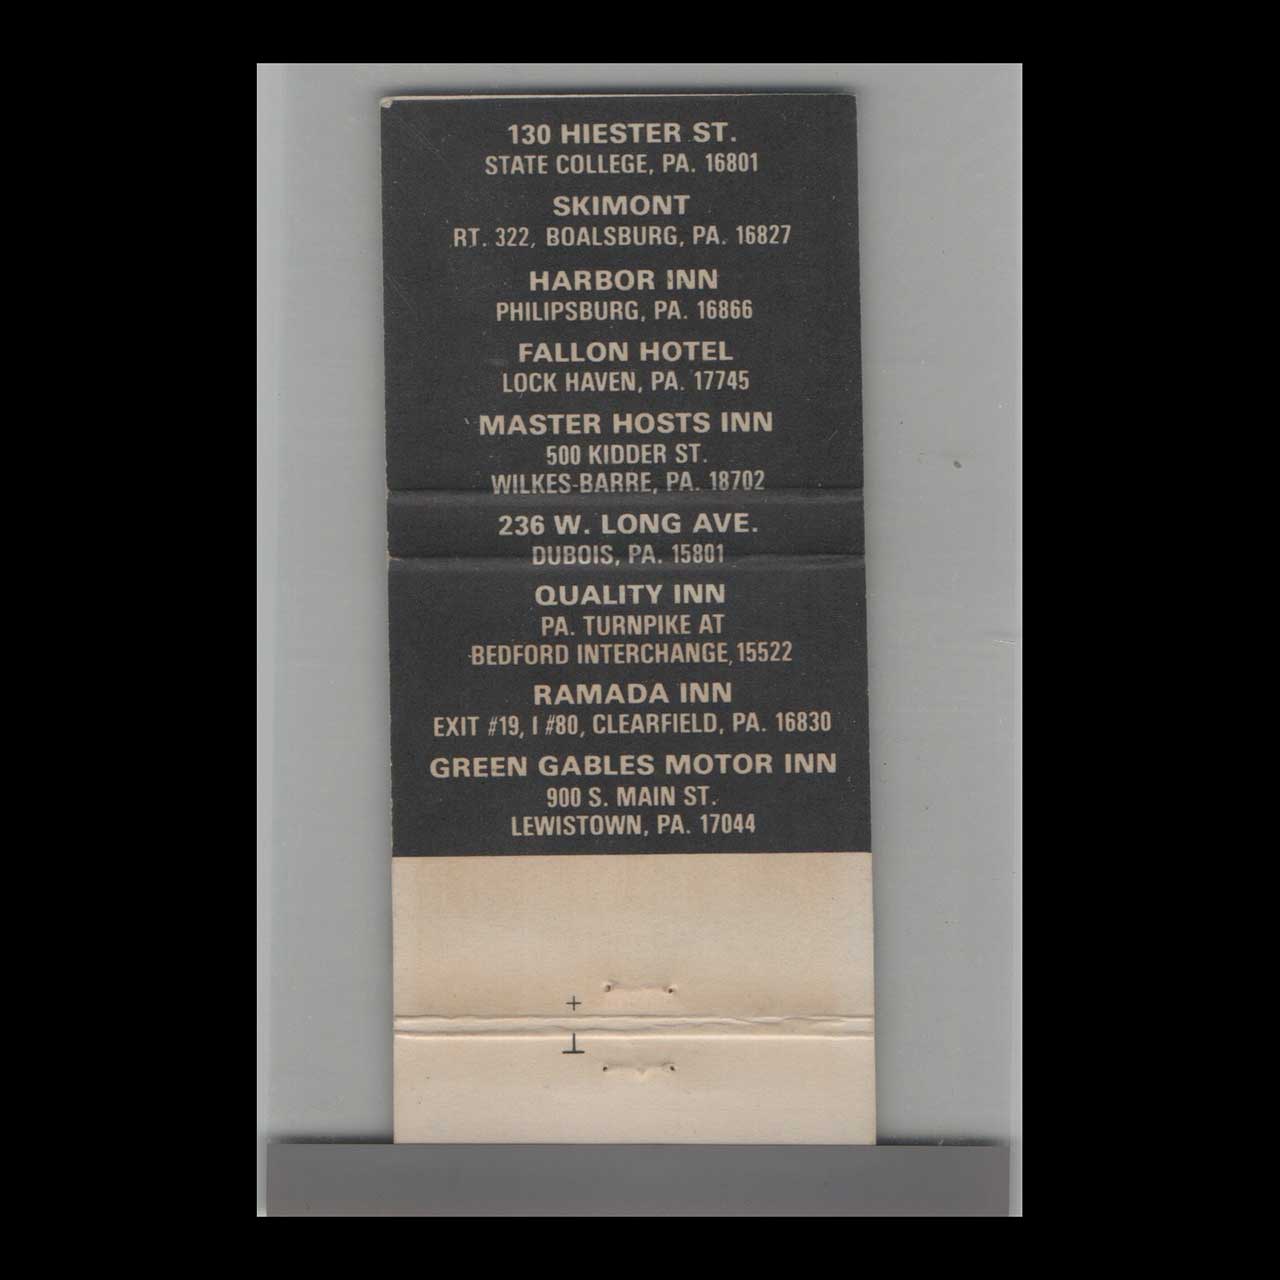 130 HIESTER ST.
STATE COLLEGE, PA. 16801
SKIMONT
RT. 322, BOALSBURG, PA. 16827
HARBOR INN
PHILIPSBURG, PA. 16866
FALLON HOTEL
LOCK HAVEN, PA. 17745
MASTER HOSTS INN
500 KIDDER ST.
WILKES-BARRE, PA. 18702
236 W. LONG AVE.
DUBOIS, PA. 15801
QUALITY INN
PA. TURNPIKE AT
BEDFORD INTERCHANGE, 15522
RAMADA INN
EXIT #19, I #80, CLEARFIELD, PA. 16830
GREEN GABLES MOTOR INN
900 S. MAIN ST.
LEWISTOWN, PA. 17044